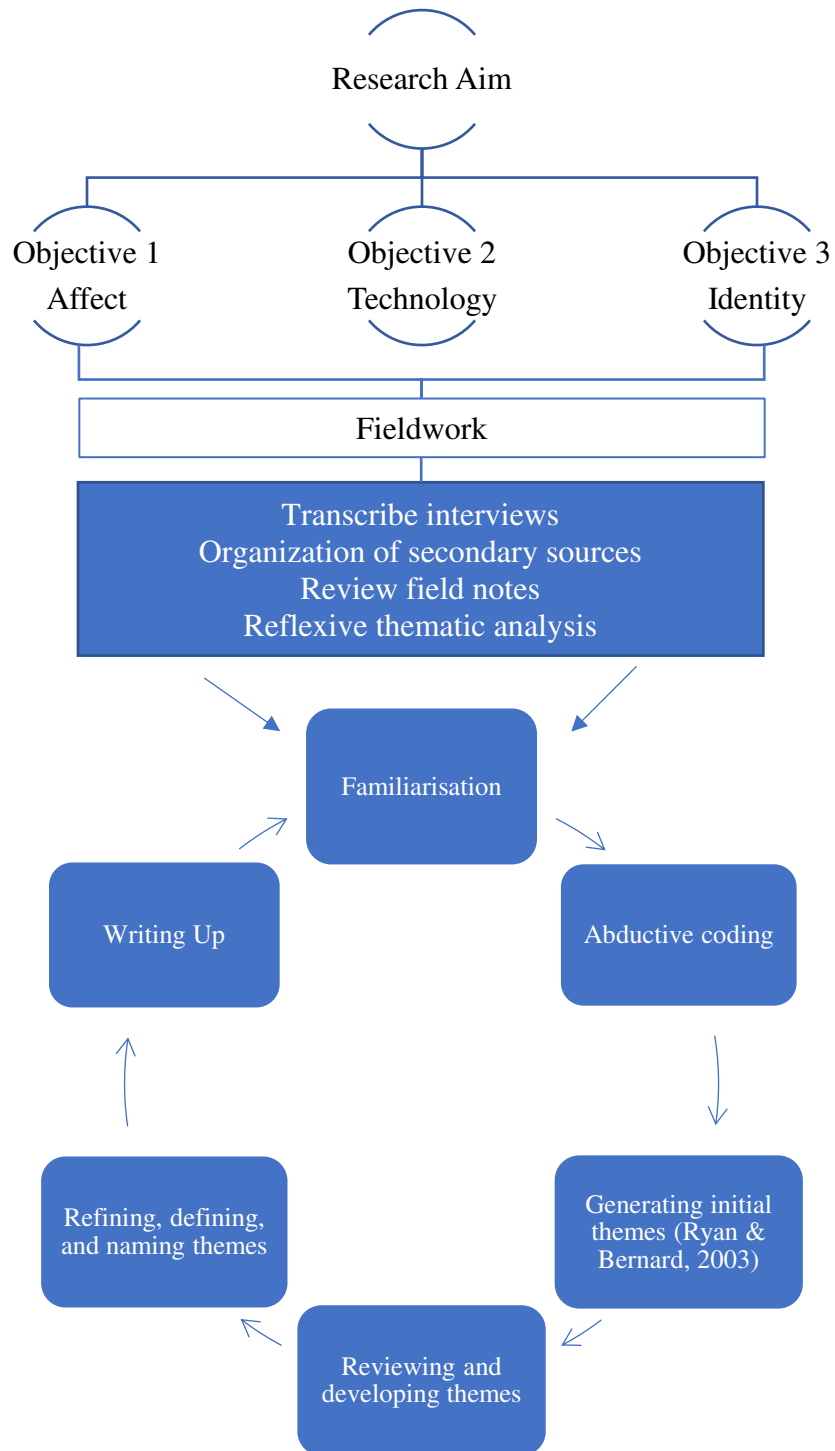 Research Aim
Objective 1
Affect
Objective 2
Technology
Objective 3
Identity
Fieldwork
Transcribe interviews
Organization of secondary sources
Review field notes
Reflexive thematic analysis
Familiarisation
Abductive coding
Generating initial
themes (Ryan &
Bernard, 2003)
Reviewing and
developing themes
Refining, defining,
and naming themes
Writing Up